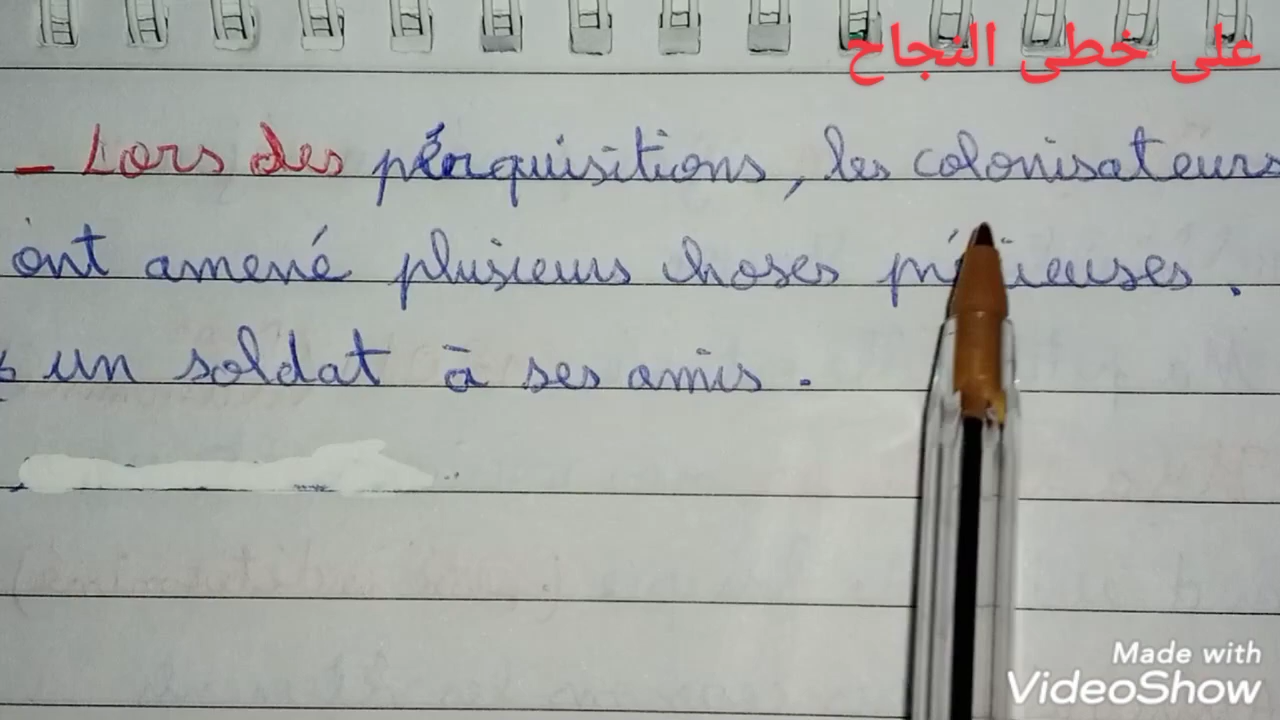 على خطى النجاح
- Lors des pérquisitions, les colonisateurs
ont amené plusieurs choses précieuses.
un soldat à ses amis.
Made with
VideoShow